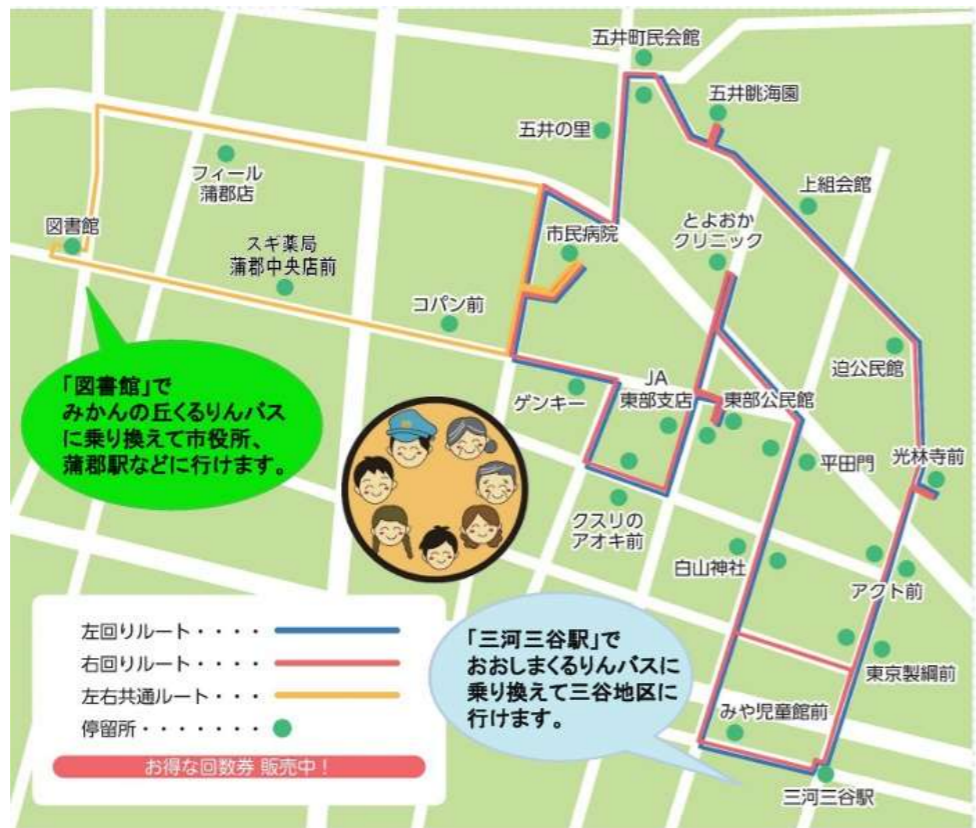 五井町民会館
五井眺海園
五井の里
上組会館
フィール
蒲郡店
とよおか
クリニック
市民病院
図書館
スギ薬局
蒲郡中央店前
コパン前
迫公民館
「図書館」で
みかんの丘くるりんバス
に乗り換えて市役所、
蒲郡駅などに行けます。
ゲンキー
JA
東部支店
東部公民館
平田門
光林寺前
クスリの
アオキ前
白山神社
アクト前
左回りルート・・・・
右回りルート・・・・
左右共通ルート・・・・
停留所・・・・・・・
お得な回数券 販売中！
「三河三谷駅」で
おおしまくるりんバスに
乗り換えて三谷地区に
行けます。
東京製綱前
みや児童館前
三河三谷駅